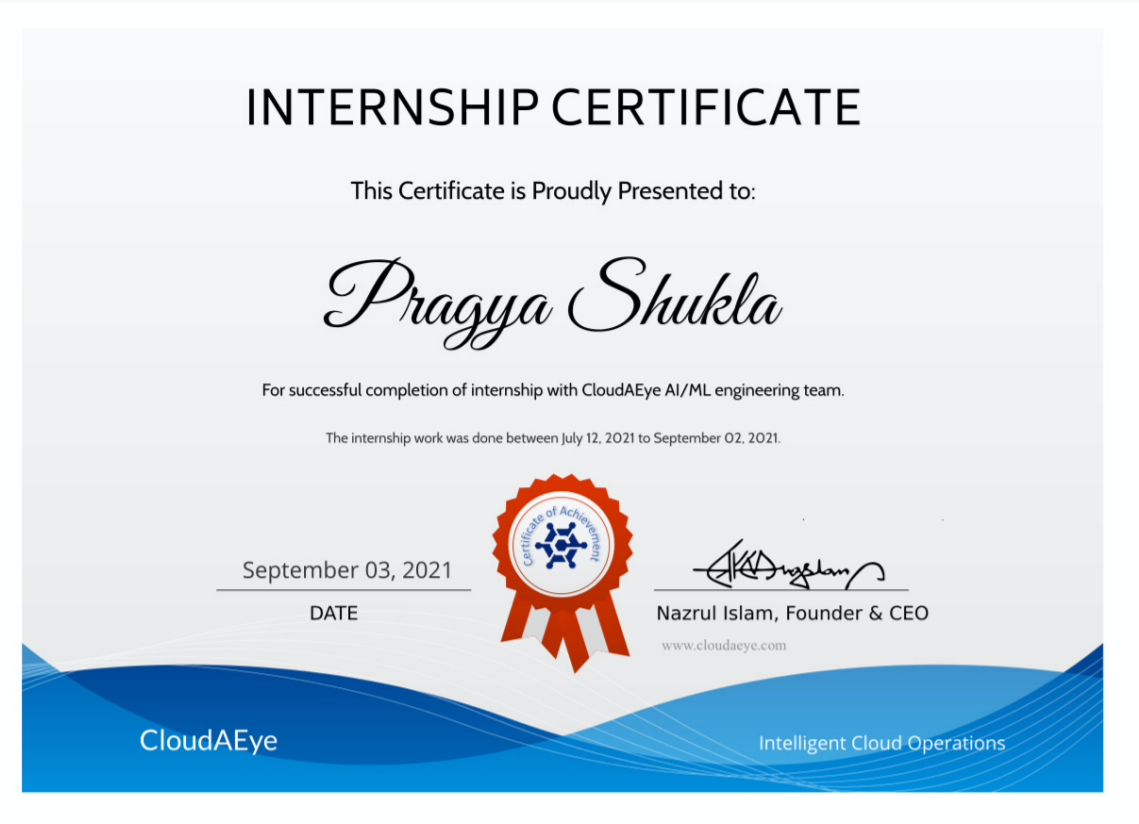 INTERNSHIP CERTIFICATE
This Certificate is Proudly Presented to:
Pragya Shukla
For successful completion of internship with CloudAEye AI/ML engineering team.
The internship work was done between July 12, 2021 to September 02, 2021.
Certificate of Achievement
September 03, 2021
DATE
Nazrul Islam, Founder & CEO
www.cloudaeye.com
CloudAEye
Intelligent Cloud Operations